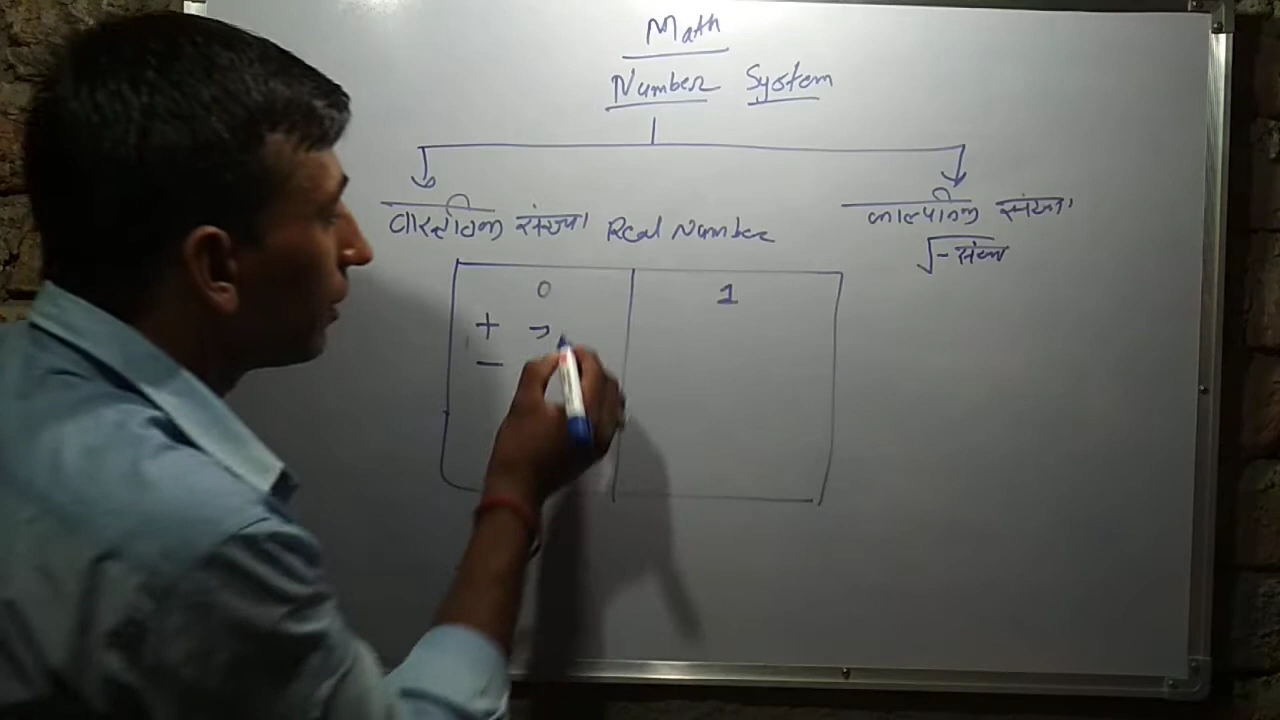 Math
Number System
वास्तविक संख्या Real Number
काल्पनिक संख्या
√-संख्या
0 1
+ →
-